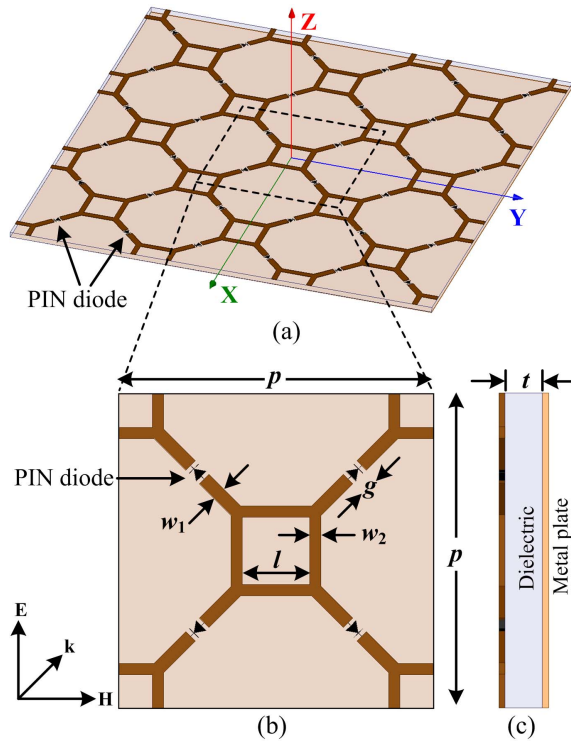 Z
Y
X
PIN diode
(a)
p
t
PIN diode
g
w1
w2
l
p
Dielectric
Metal plate
E
k
H
(b)
(c)